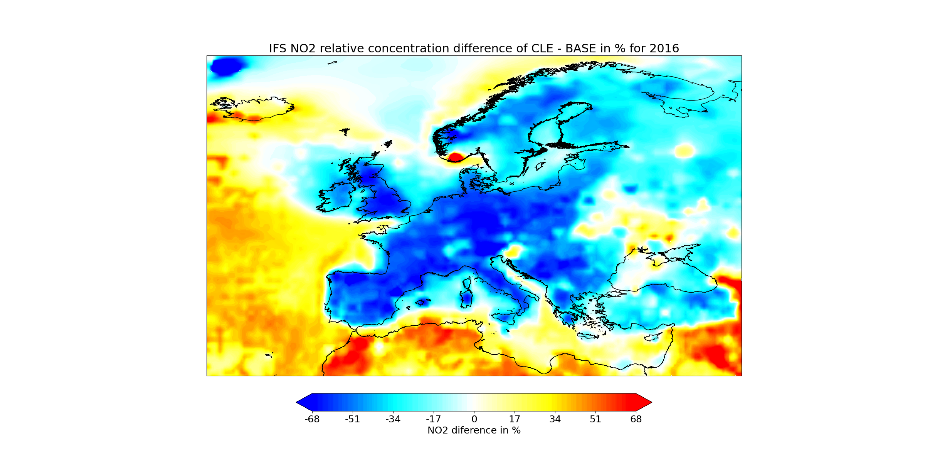 IFS NO2 relative concentration difference of CLE - BASE in % for 2016
-68 -51 -34 -17 0 17 34 51 68
NO2 diference in %